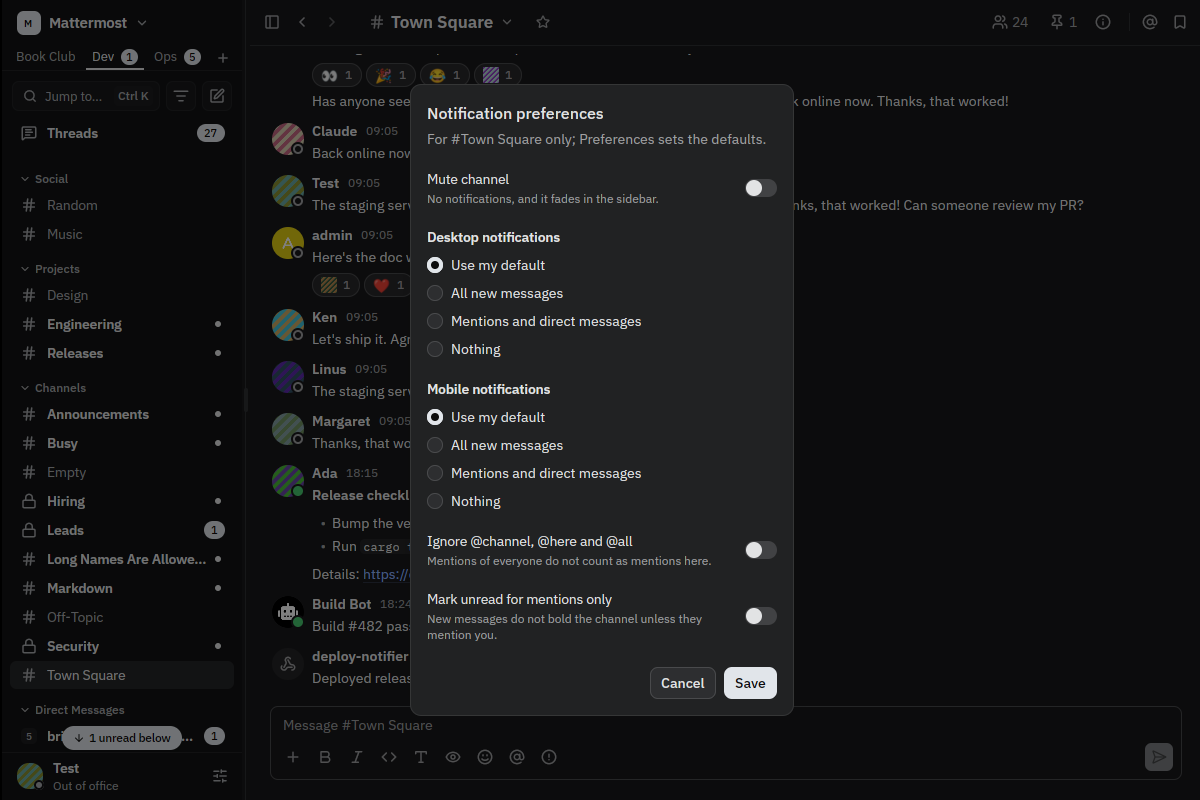 M Mattermost
Book Club Dev 1 Ops 5
Jump to... Ctrl K
Threads 27
Social
Random
Music
Projects
Design
Engineering
Releases
Channels
Announcements
Busy
Empty
Hiring
Leads 1
Long Names Are Allowe...
Markdown
Off-Topic
Security
Town Square
Direct Messages
5 1 unread below ... 1
Test
Out of office
Town Square 24 1
1 1 1 1
Has anyone see k online now. Thanks, that worked!
Claude 09:05
Back online now
Test 09:05
The staging serv nks, that worked! Can someone review my PR?
A admin 09:05
Here's the doc w
1 1
Ken 09:05
Let's ship it. Agr
Linus 09:05
The staging serv
Margaret 09:05
Thanks, that wo
Ada 18:15
Release checkl
• Bump the ve
• Run cargo
Details: https://
Build Bot 18:24
Build #482 pas
deploy-notifier
Deployed releas
Message #Town Square
Notification preferences
For #Town Square only; Preferences sets the defaults.
Mute channel
No notifications, and it fades in the sidebar.
Desktop notifications
Use my default
All new messages
Mentions and direct messages
Nothing
Mobile notifications
Use my default
All new messages
Mentions and direct messages
Nothing
Ignore @channel, @here and @all
Mentions of everyone do not count as mentions here.
Mark unread for mentions only
New messages do not bold the channel unless they
mention you.
Cancel Save